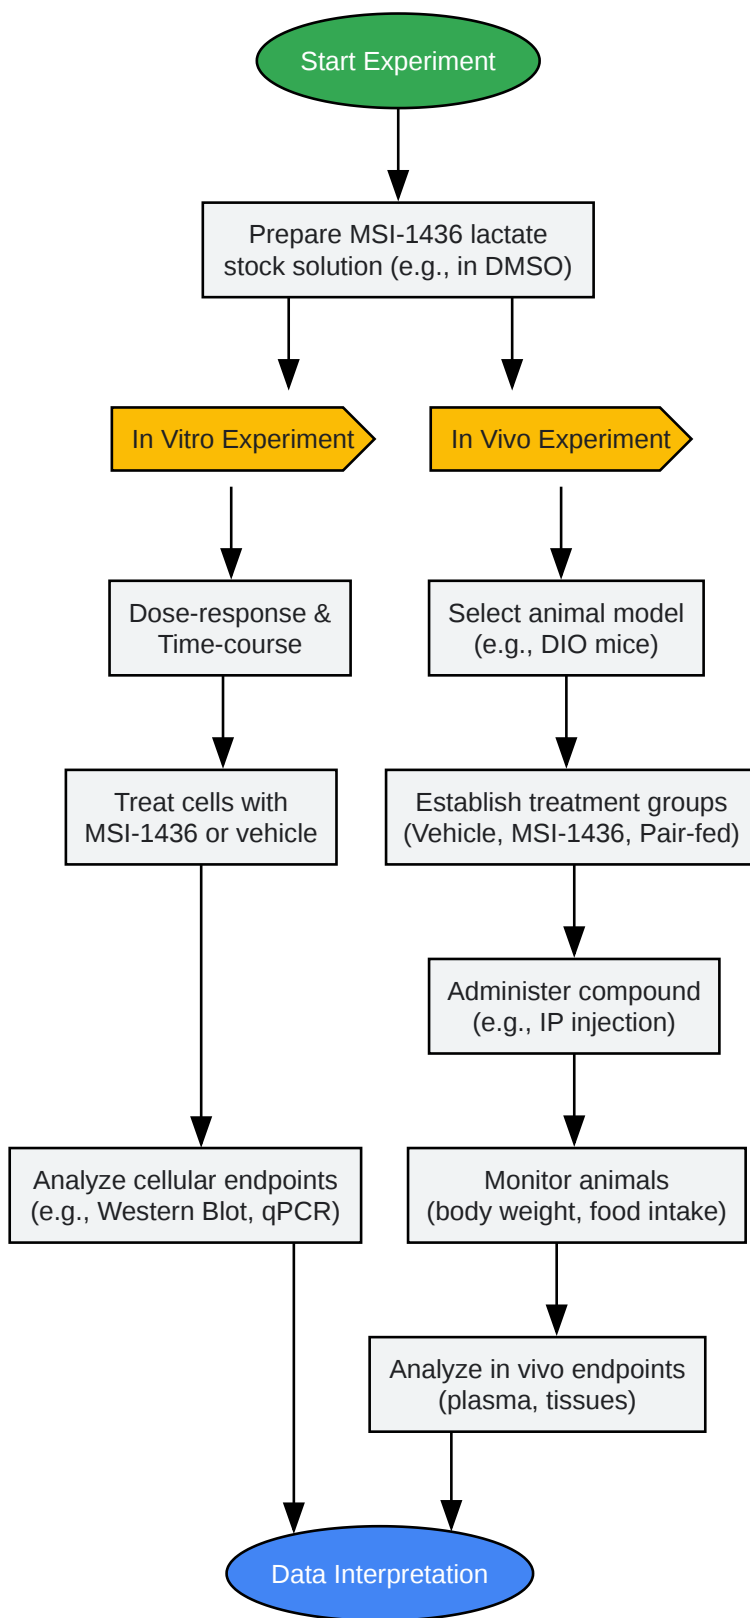 Start Experiment
Prepare MSI-1436 lactate
stock solution (e.g., in DMSO)
In Vitro Experiment
In Vivo Experiment
Dose-response &
Time-course
Select animal model
(e.g., DIO mice)
Treat cells with
MSI-1436 or vehicle
Establish treatment groups
(Vehicle, MSI-1436, Pair-fed)
Administer compound
(e.g., IP injection)
Analyze cellular endpoints
(e.g., Western Blot, qPCR)
Monitor animals
(body weight, food intake)
Analyze in vivo endpoints
(plasma, tissues)
Data Interpretation